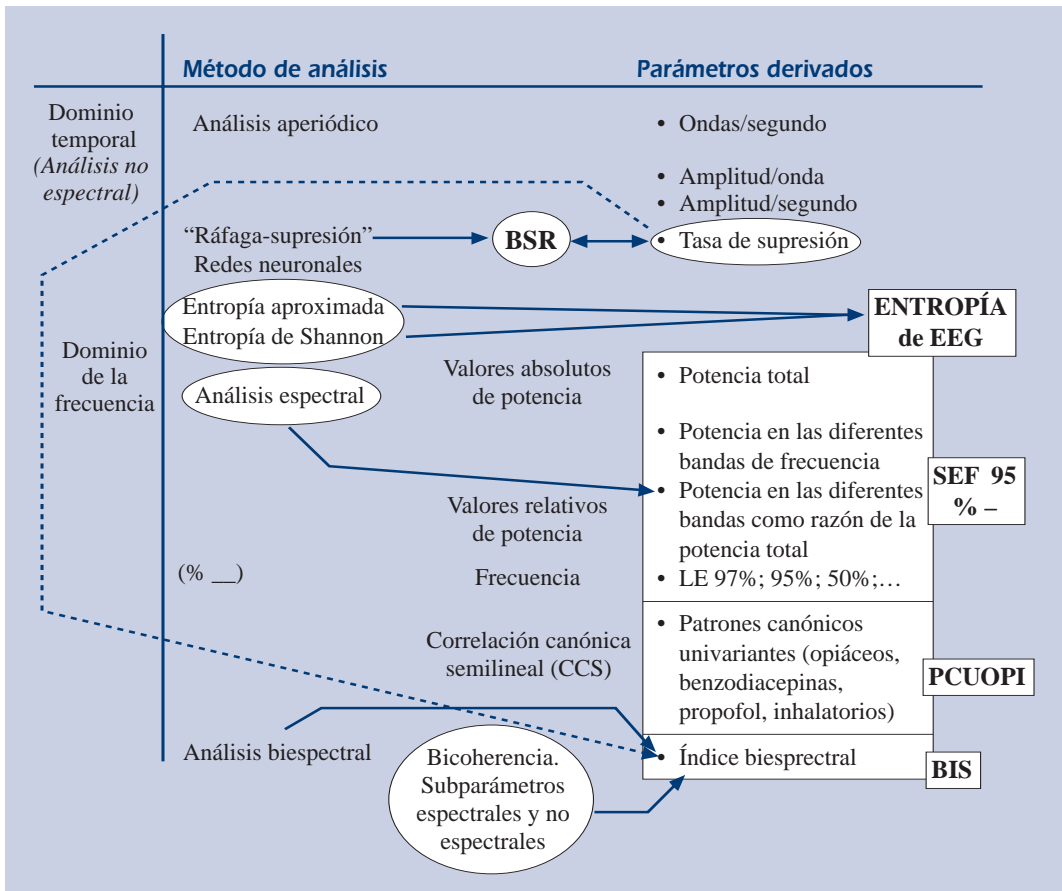 Método de análisis
Parámetros derivados
Dominio
temporal
(Análisis no
espectral)
Análisis aperiódico
• Ondas/segundo
• Amplitud/onda
• Amplitud/segundo
“Ráfaga-supresión”
BSR
• Tasa de supresión
Redes neuronales
Entropía aproximada
Entropía de Shannon
ENTROPÍA
de EEG
Dominio
de la
frecuencia
Análisis espectral
Valores absolutos
de potencia
• Potencia total
• Potencia en las diferentes
bandas de frecuencia
• Potencia en las diferentes
bandas como razón de la
potencia total
• LE 97%; 95%; 50%;…
SEF 95
% –
Valores relativos
de potencia
(% __)
Frecuencia
Correlación canónica
semilineal (CCS)
• Patrones canónicos
univariantes (opiáceos,
benzodiacepinas,
propofol, inhalatorios)
PCUOPI
Análisis biespectral
Bicoherencia.
Subparámetros
espectrales y no
espectrales
• Índice biesprectral
BIS